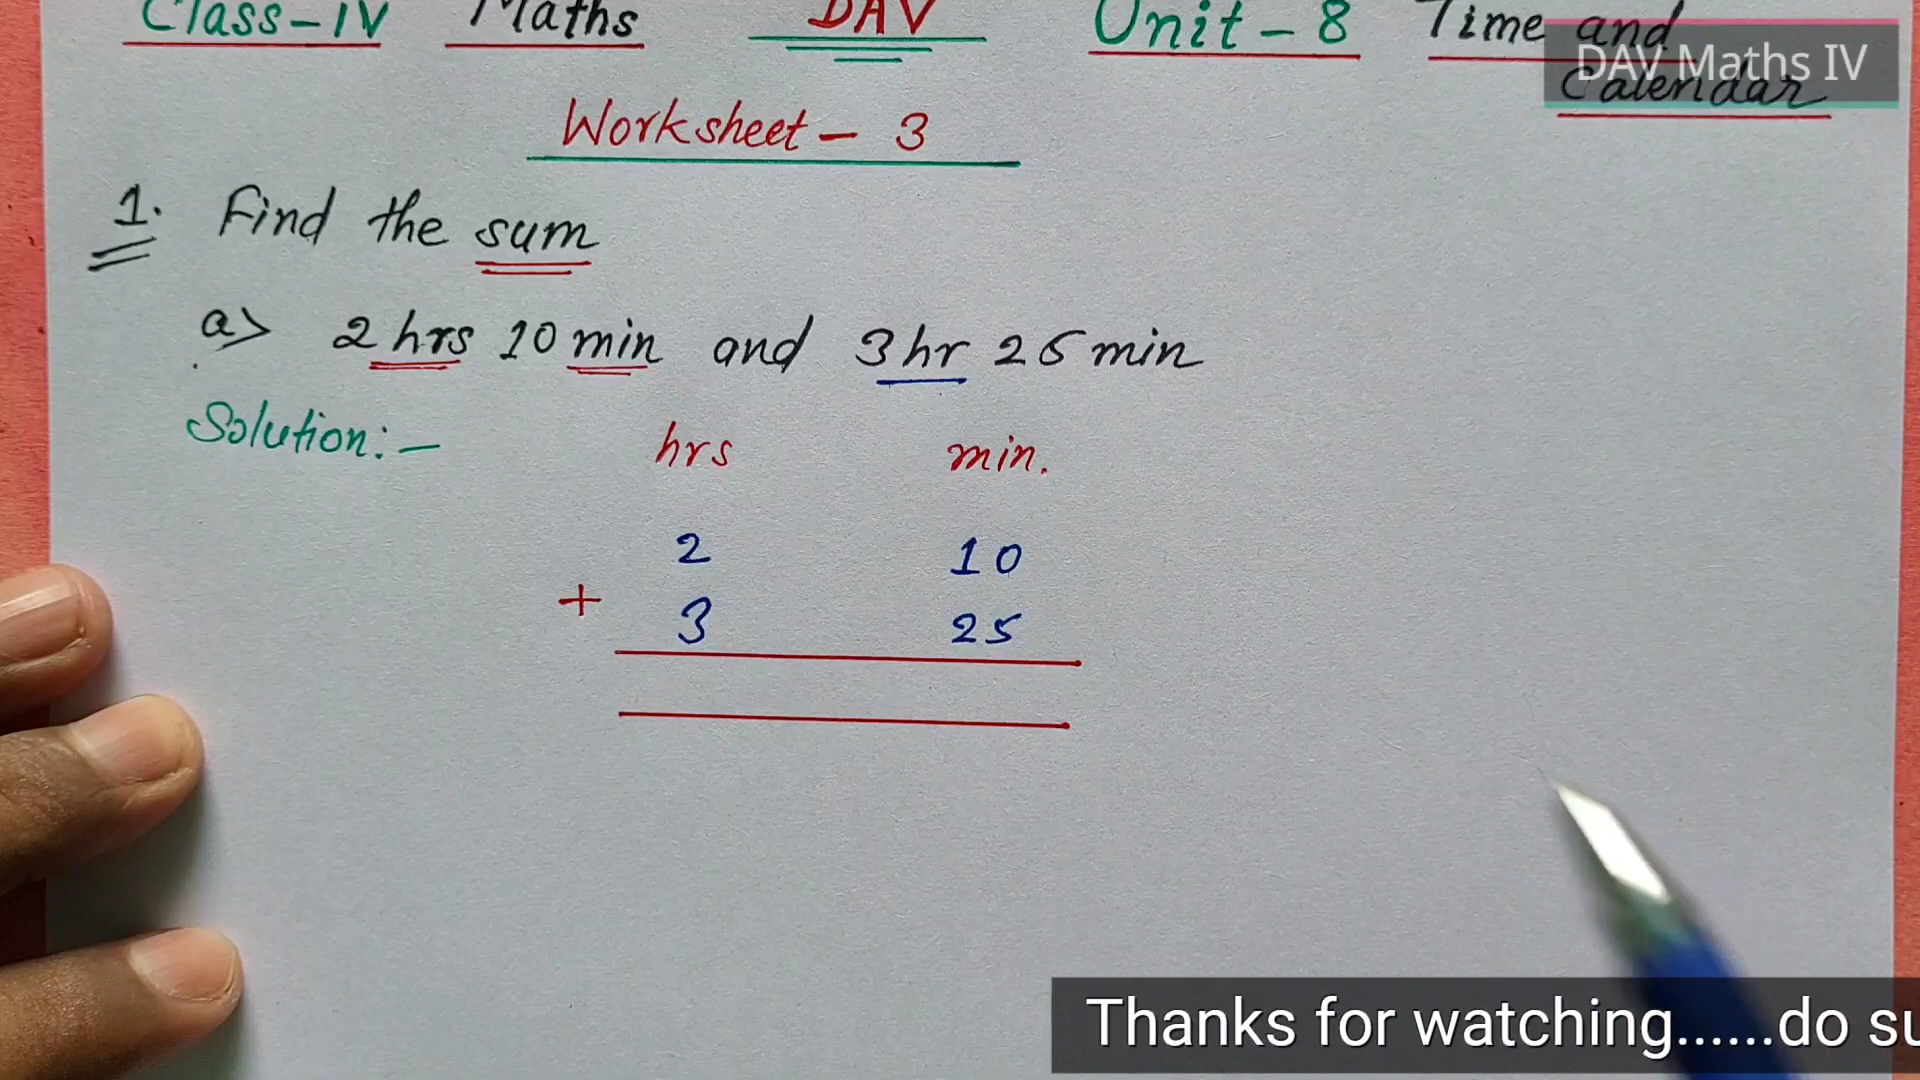 Class-IV Maths DAV Unit-8 Time and
DAV Maths IV
Calendar
Worksheet - 3
1. Find the sum
a> 2 hrs 10 min and 3 hr 25 min
Solution:-
hrs min.
2 10
+ 3 25
Thanks for watching......do su